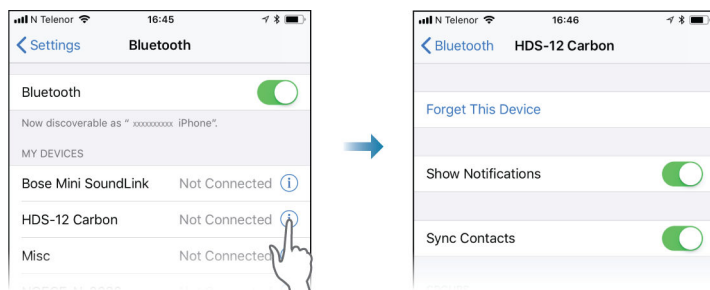 N Telenor 16:45
Settings Bluetooth
Bluetooth
Now discoverable as " xxxxxxxxxx iPhone".
MY DEVICES
Bose Mini SoundLink Not Connected i
HDS-12 Carbon Not Connected i
Misc Not Connected
N Telenor 16:46
Bluetooth HDS-12 Carbon
Forget This Device
Show Notifications
Sync Contacts